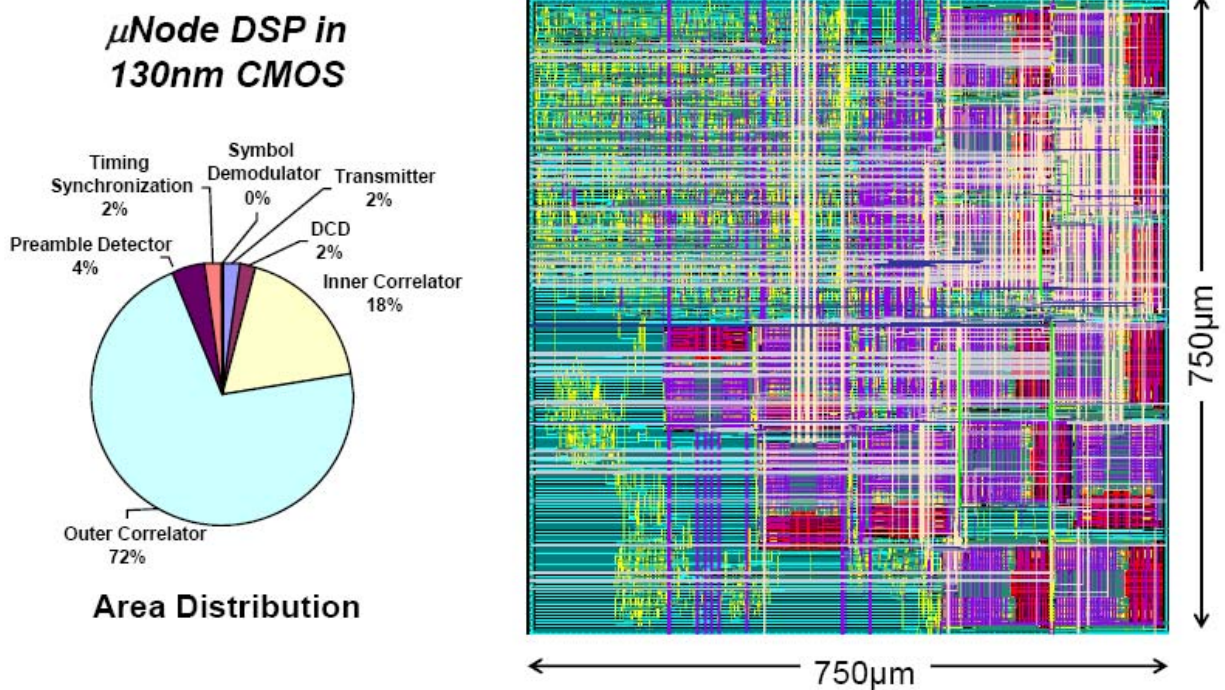 μNode DSP in
130nm CMOS
Timing
Synchronization
2%
Symbol
Demodulator
0%
Transmitter
2%
DCD
2%
Preamble Detector
4%
Inner Correlator
18%
Outer Correlator
72%
Area Distribution
750μm
750μm